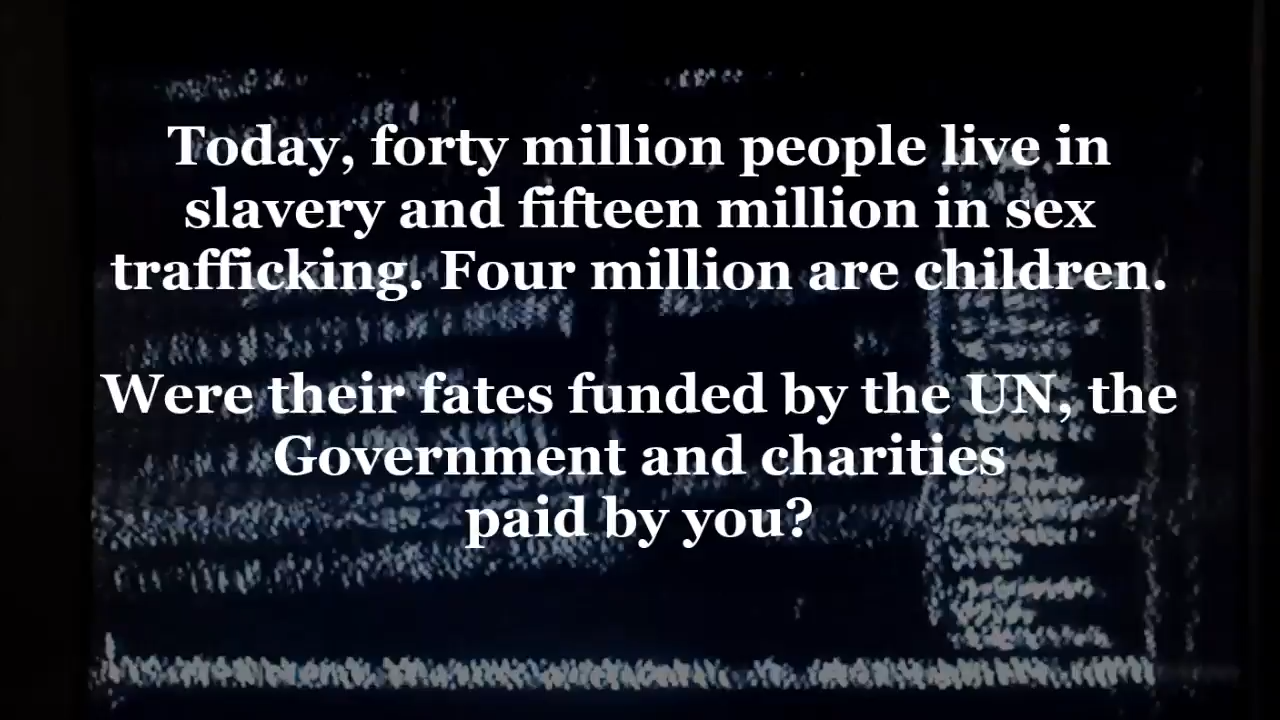 Today, forty million people live in
slavery and fifteen million in sex
trafficking. Four million are children.
Were their fates funded by the UN, the
Government and charities
paid by you?